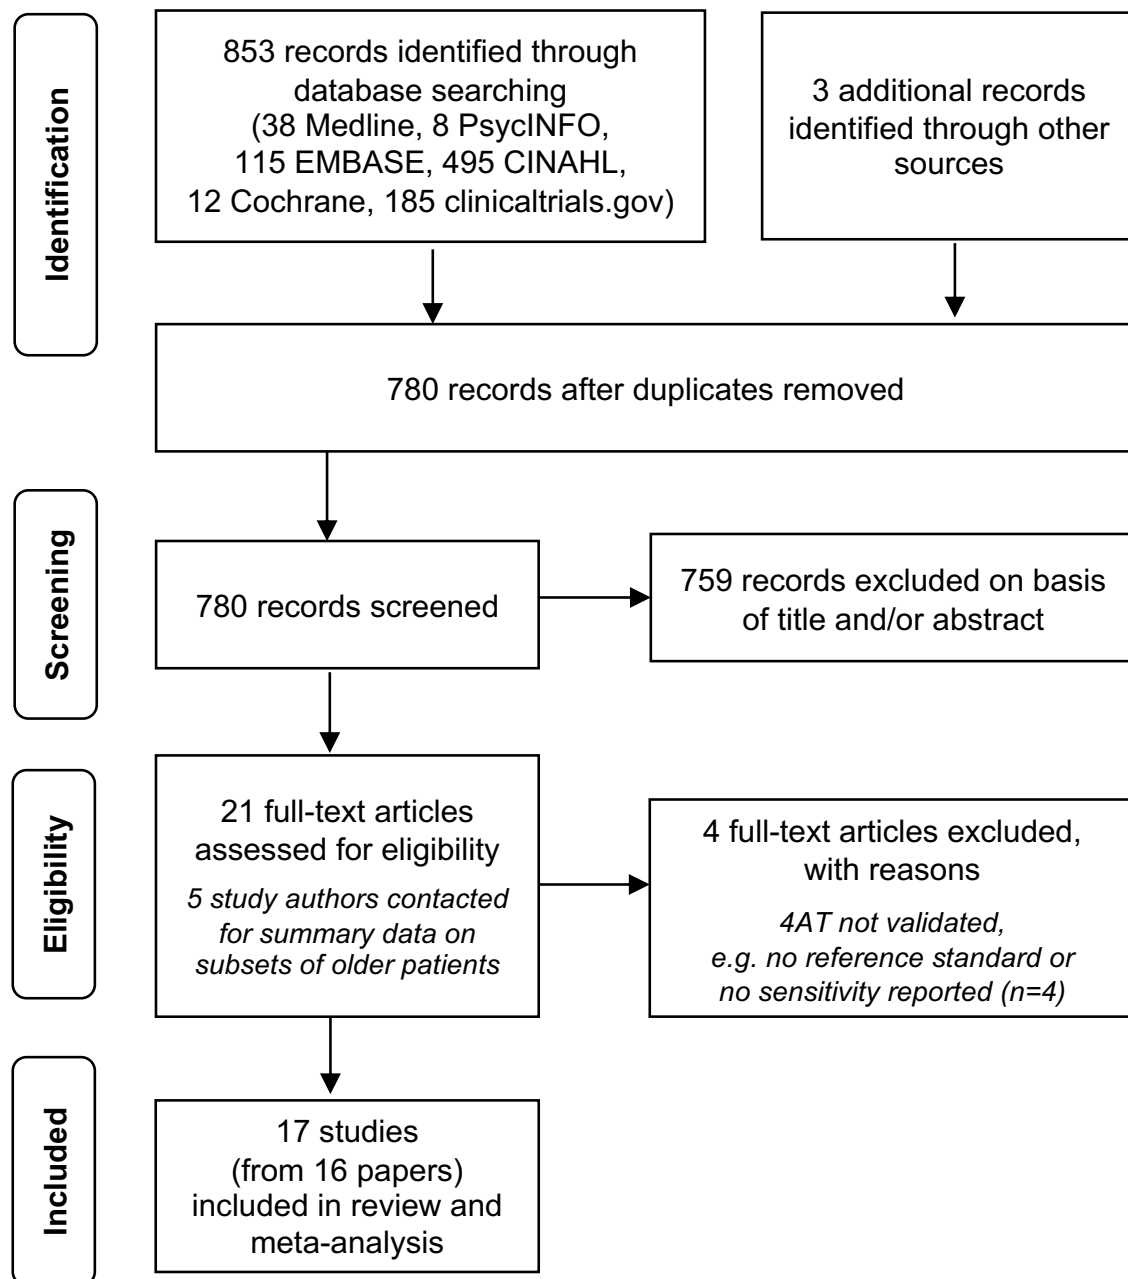 Identification
853 records identified through
database searching
(38 Medline, 8 PsycINFO,
115 EMBASE, 495 CINAHL,
12 Cochrane, 185 clinicaltrials.gov)
3 additional records
identified through other
sources
780 records after duplicates removed
Screening
780 records screened
759 records excluded on basis
of title and/or abstract
Eligibility
21 full-text articles
assessed for eligibility
5 study authors contacted
for summary data on
subsets of older patients
4 full-text articles excluded,
with reasons
4AT not validated,
e.g. no reference standard or
no sensitivity reported (n=4)
Included
17 studies
(from 16 papers)
included in review and
meta-analysis